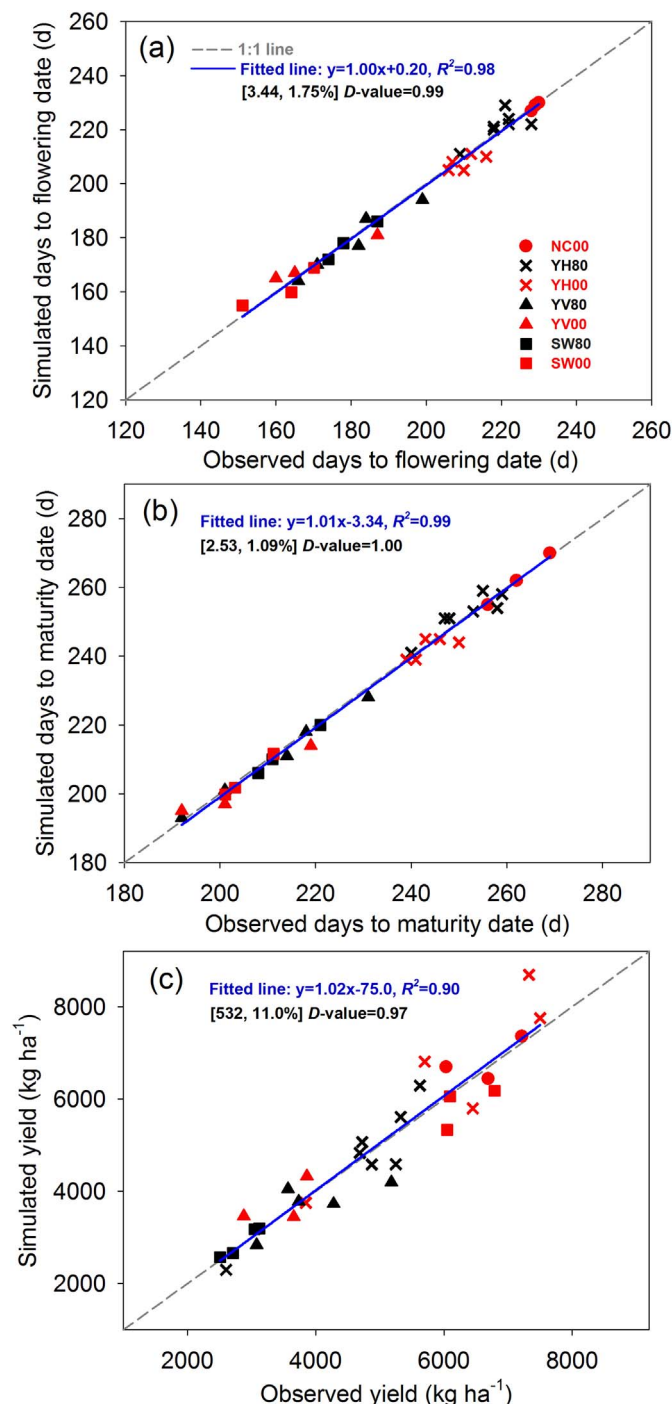 260
(a)
1:1 line
Fitted line: y=1.00x+0.20, R²=0.98
[3.44, 1.75%] D-value=0.99
240
220
200
180
160
140
120
NC00
YH80
YH00
YV80
YV00
SW80
SW00
120 140 160 180 200 220 240 260
Simulated days to flowering date (d)
Observed days to flowering date (d)
(b)
Fitted line: y=1.01x-3.34, R²=0.99
[2.53, 1.09%] D-value=1.00
280
260
240
220
200
180
180 200 220 240 260 280
Simulated days to maturity date (d)
Observed days to maturity date (d)
(c)
Fitted line: y=1.02x-75.0, R²=0.90
[532, 11.0%] D-value=0.97
8000
6000
4000
2000
2000 4000 6000 8000
Simulated yield (kg ha⁻¹)
Observed yield (kg ha⁻¹)